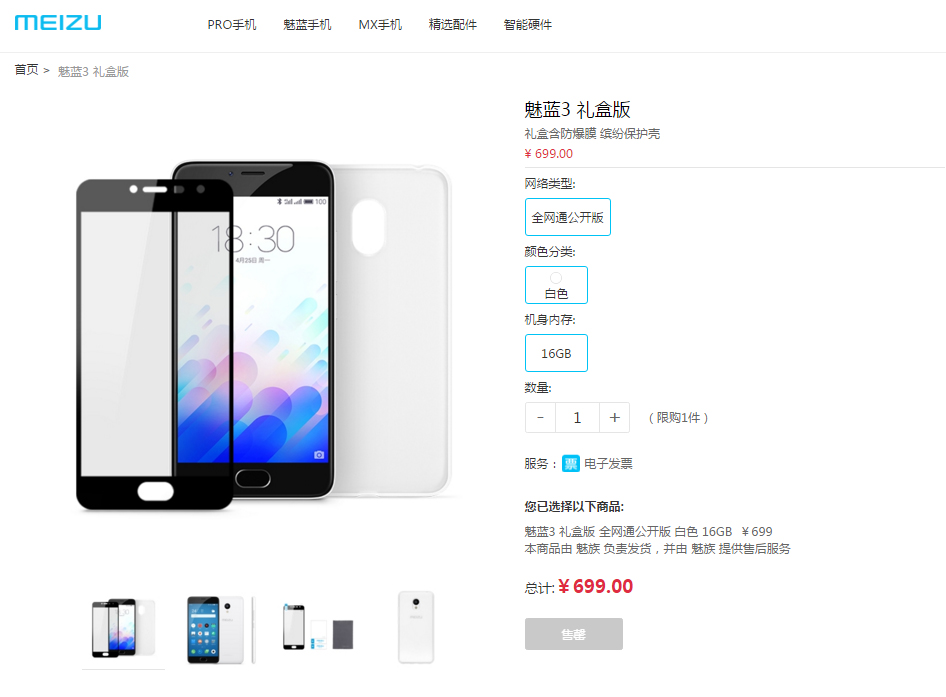 MEIZU
PRO手机 魅蓝手机 MX手机 精选配件 智能硬件
首页 > 魅蓝3 礼盒版
魅蓝3 礼盒版
礼盒含防爆膜 缤纷保护壳
¥ 699.00
网络类型:
全网通公开版
颜色分类:
白色
机身内存:
16GB
数量:
- 1 + ( 限购1件 )
服务： 票 电子发票
您已选择以下商品:
魅蓝3 礼盒版 全网通公开版 白色 16GB ¥699
本商品由 魅族 负责发货，并由 魅族 提供售后服务
总计: ¥ 699.00
售罄
100
18:30
4月25日 周一